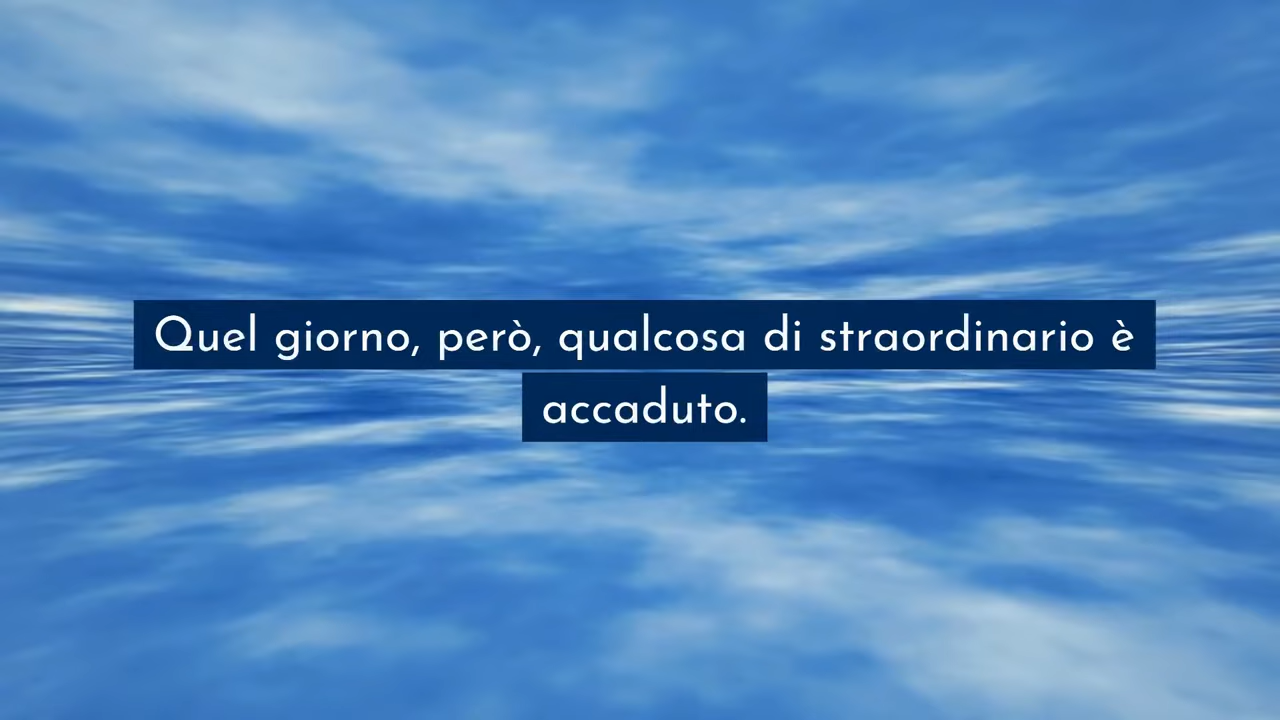 Quel giorno, però, qualcosa di straordinario è
accaduto.